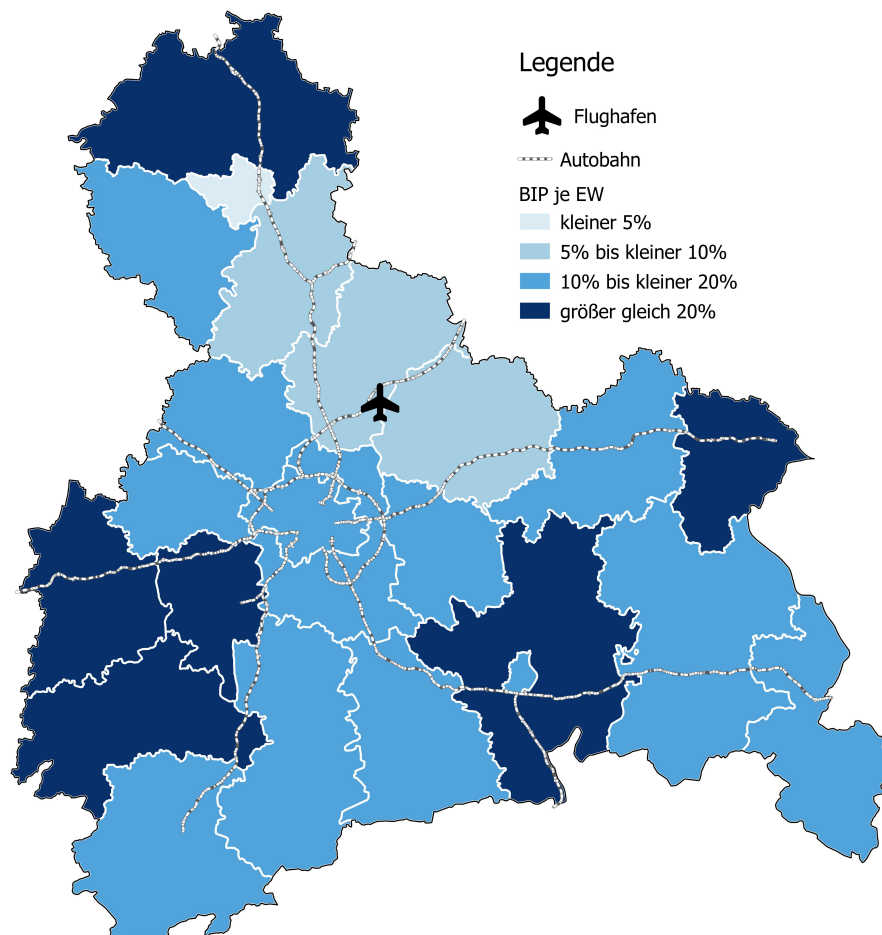 Legende
Flughafen
Autobahn
BIP je EW
kleiner 5%
5% bis kleiner 10%
10% bis kleiner 20%
größer gleich 20%